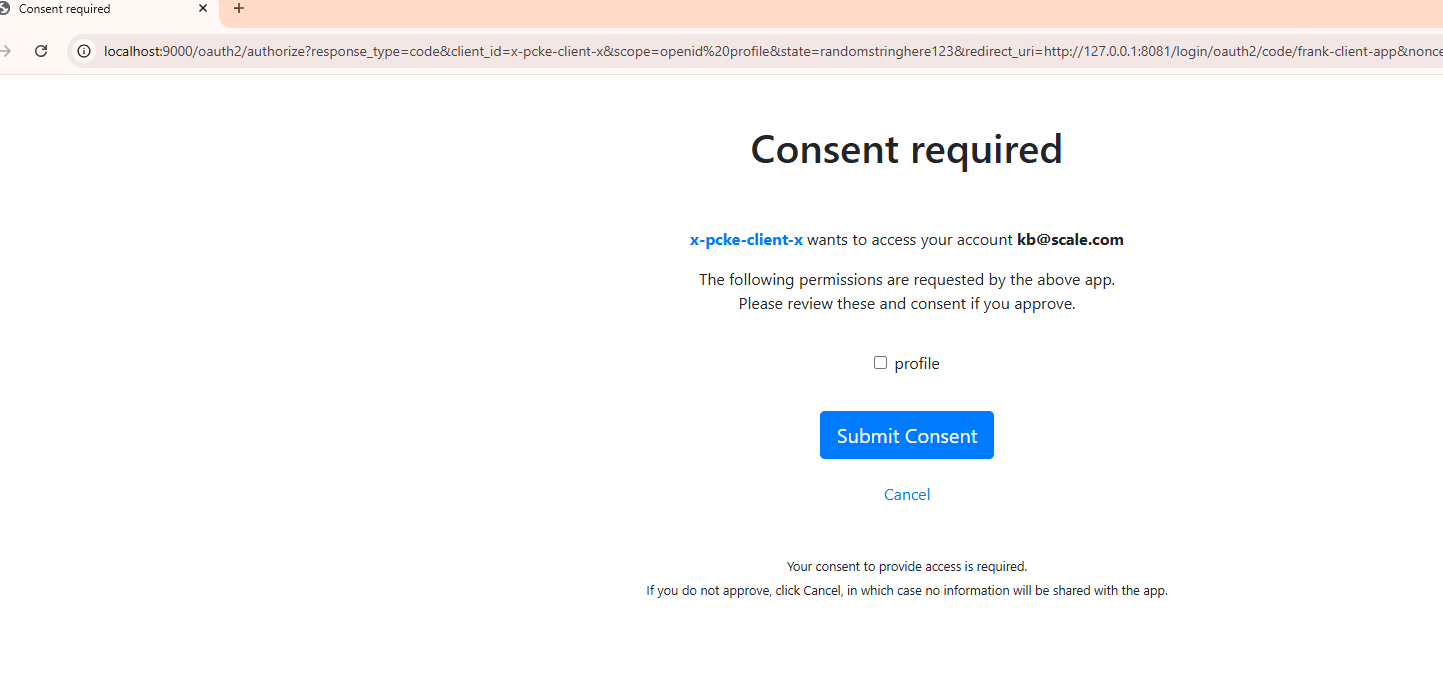 Consent required
localhost:9000/oauth2/authorize?response_type=code&client_id=x-pcke-client-x&scope=openid%20profile&state=randomstringhere123&redirect_uri=http://127.0.0.1:8081/login/oauth2/code/frank-client-app&nonce
Consent required
x-pcke-client-x wants to access your account kb@scale.com
The following permissions are requested by the above app.
Please review these and consent if you approve.
profile
Submit Consent
Cancel
Your consent to provide access is required.
If you do not approve, click Cancel, in which case no information will be shared with the app.